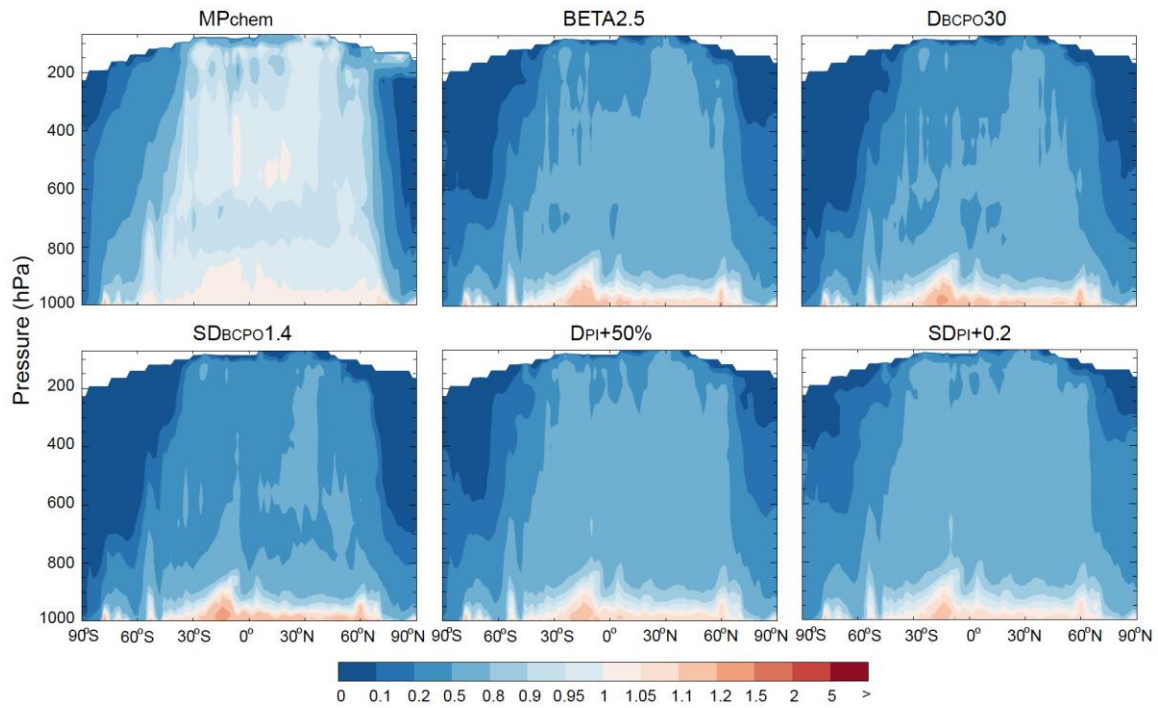 MPchem BETA2.5 DBCPO30
200
400
600
800
1000
Pressure (hPa)
SDBCPO1.4 DPI+50% SDPI+0.2
200
400
600
800
1000
90°S 60°S 30°S 0° 30°N 60°N 90°N 90°S 60°S 30°S 0° 30°N 60°N 90°N 90°S 60°S 30°S 0° 30°N 60°N 90°N
0 0.1 0.2 0.5 0.8 0.9 0.95 1 1.05 1.1 1.2 1.5 2 5 >